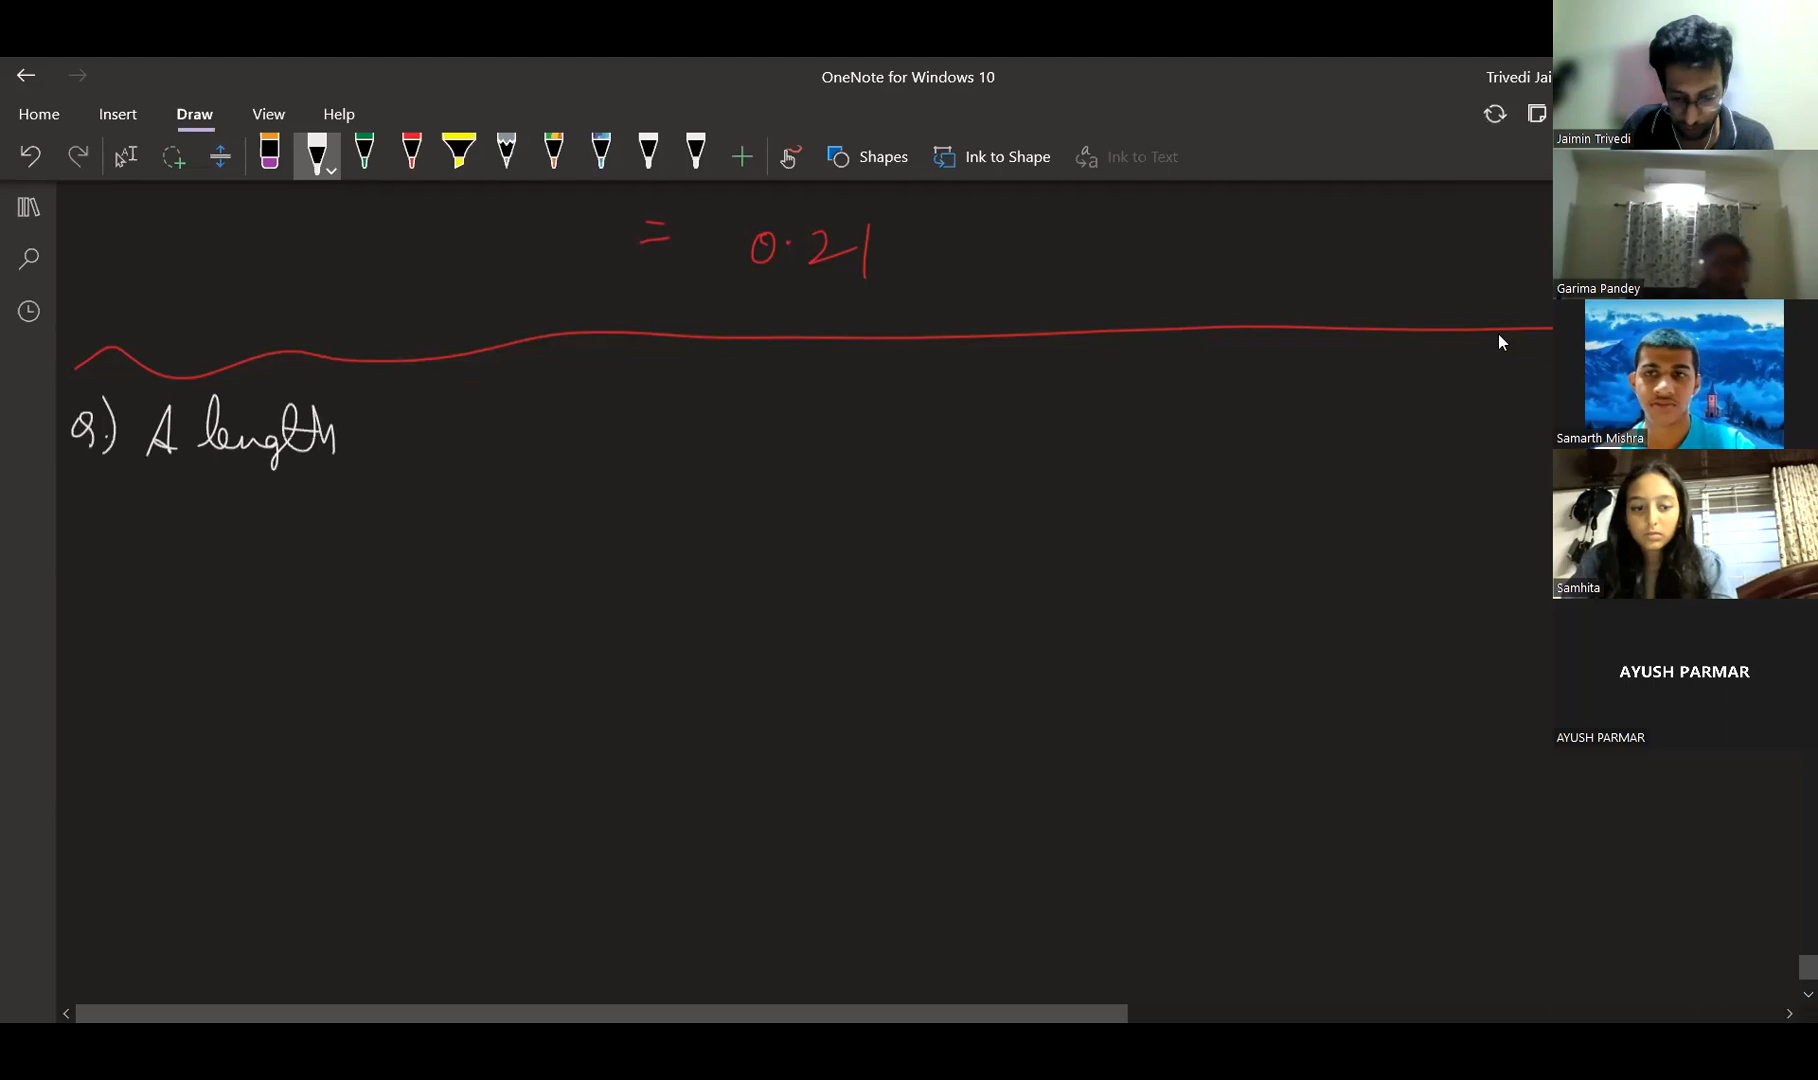 OneNote for Windows 10
Trivedi Jai
Home Insert Draw View Help
Shapes Ink to Shape Ink to Text
= 0.21
Q.) A length
Jaimin Trivedi
Garima Pandey
Samarth Mishra
Samhita
AYUSH PARMAR
AYUSH PARMAR